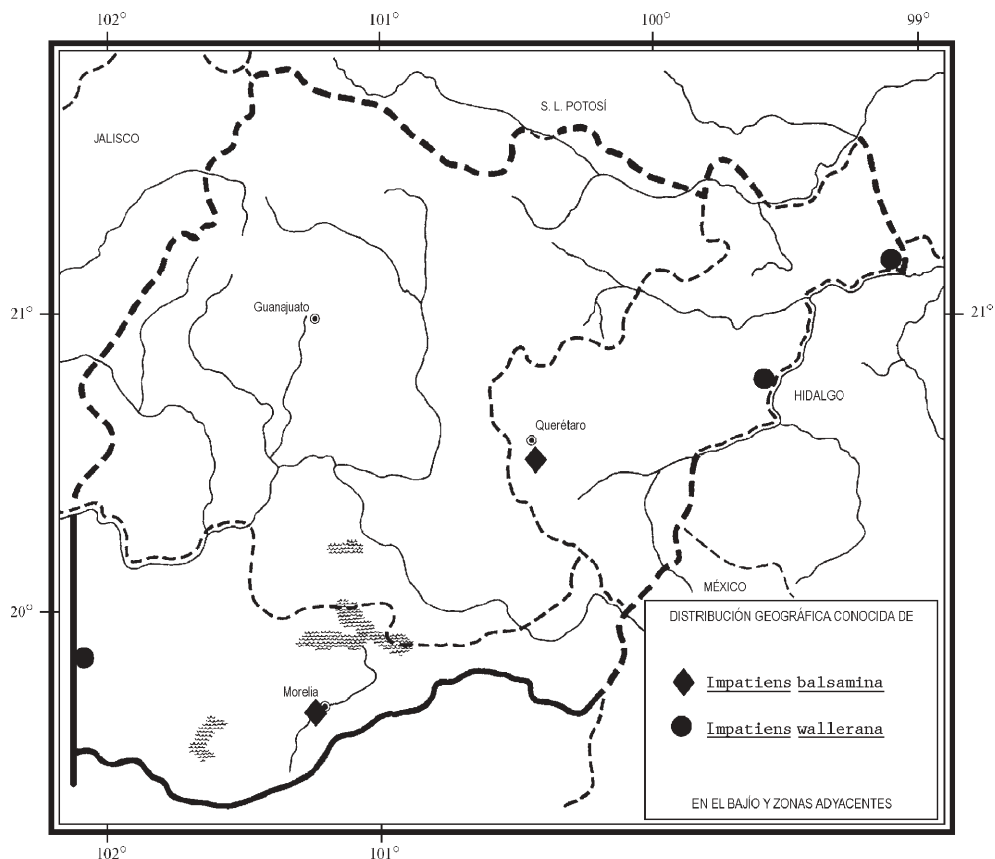 102° 101° 100° 99°
S. L. POTOSÍ
JALISCO
Guanajuato
21° 21°
HIDALGO
Querétaro
MÉXICO
20°
DISTRIBUCIÓN GEOGRÁFICA CONOCIDA DE
Impatiens balsamina
Morelia
Impatiens wallerana
EN EL BAJÍO Y ZONAS ADYACENTES
102° 101°